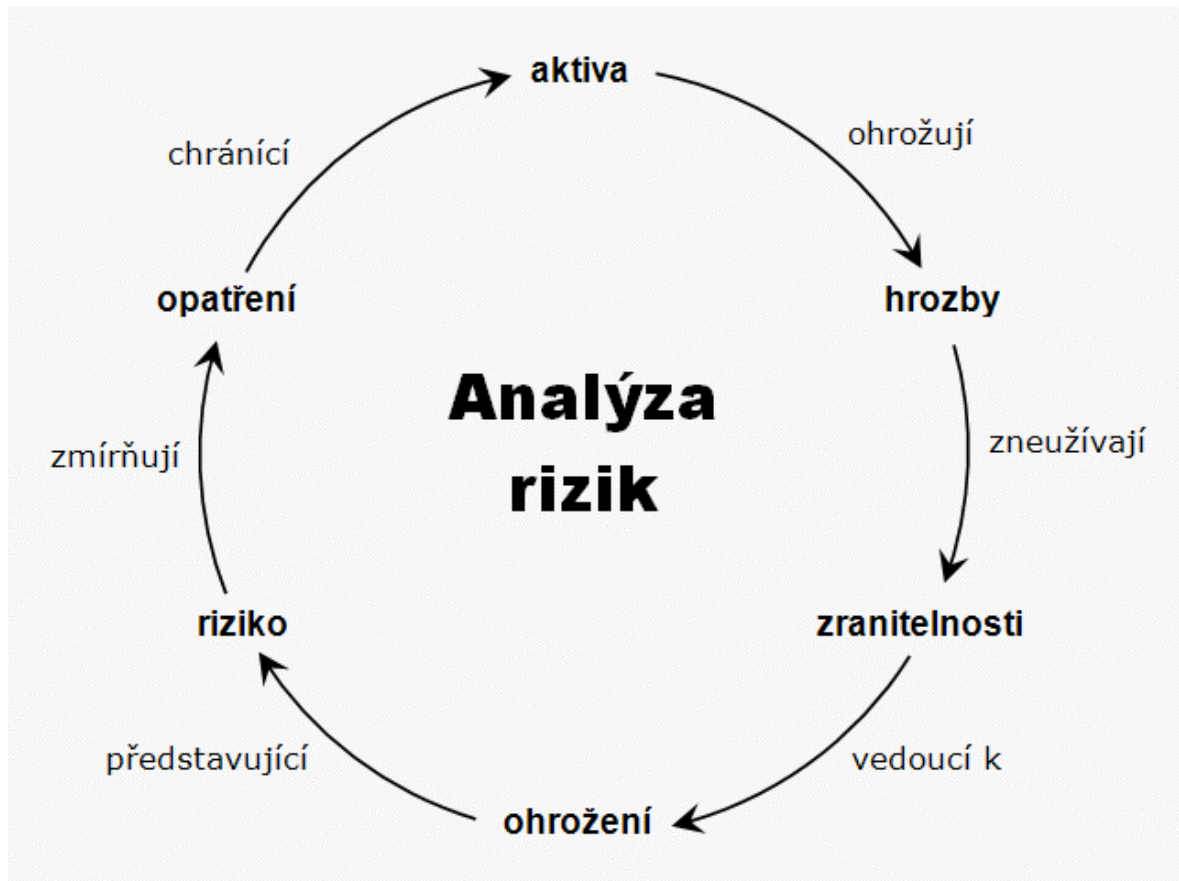 aktiva
ohrožují
hrozby
zneužívají
zranitelnosti
vedoucí k
ohrožení
představující
riziko
zmírňují
opatření
chránící
Analýza
rizik